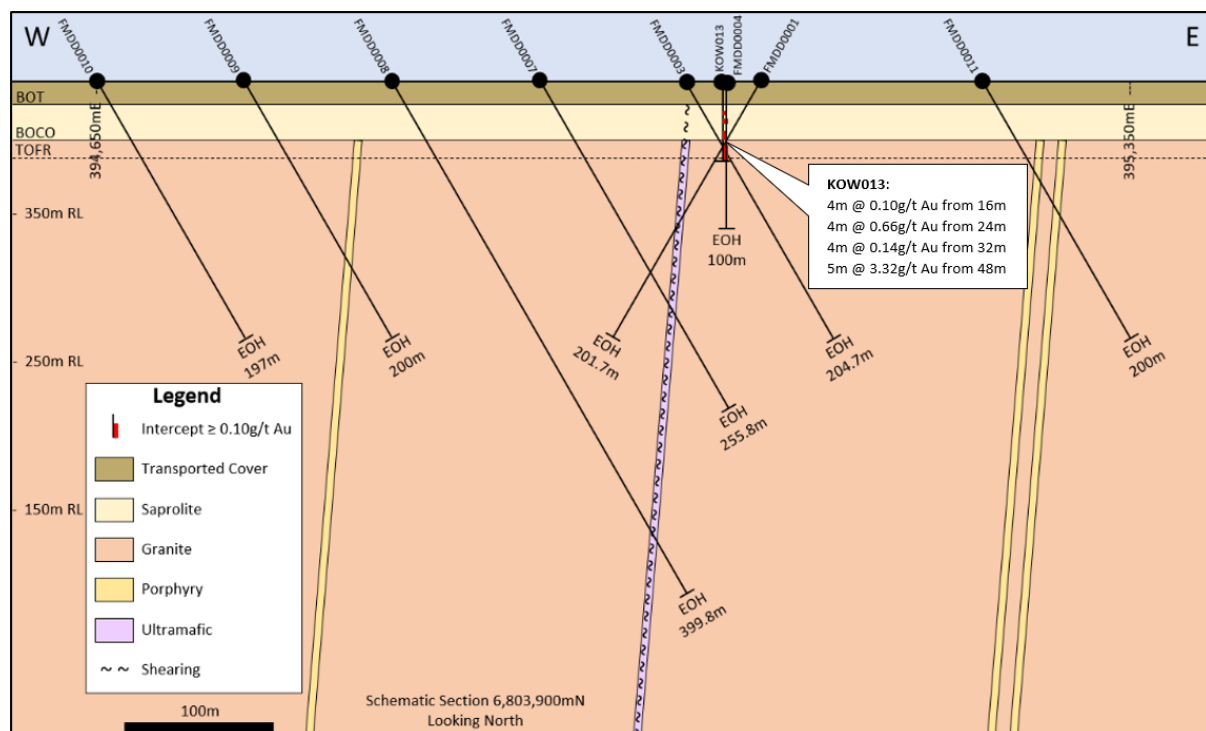 W
E
FMDD0010
FMDD0009
FMDD0008
FMDD0007
FMDD0003
KOW013
FMDD0004
FMDD0001
FMDD0011
BOT
BOCO
TOFR
394,650mE
395,350mE
350m RL
250m RL
150m RL
KOW013:
4m @ 0.10g/t Au from 16m
4m @ 0.66g/t Au from 24m
4m @ 0.14g/t Au from 32m
5m @ 3.32g/t Au from 48m
EOH
100m
EOH
197m
EOH
200m
EOH
201.7m
EOH
204.7m
EOH
200m
EOH
255.8m
EOH
399.8m
Legend
Intercept ≥ 0.10g/t Au
Transported Cover
Saprolite
Granite
Porphyry
Ultramafic
Shearing
100m
Schematic Section 6,803,900mN
Looking North